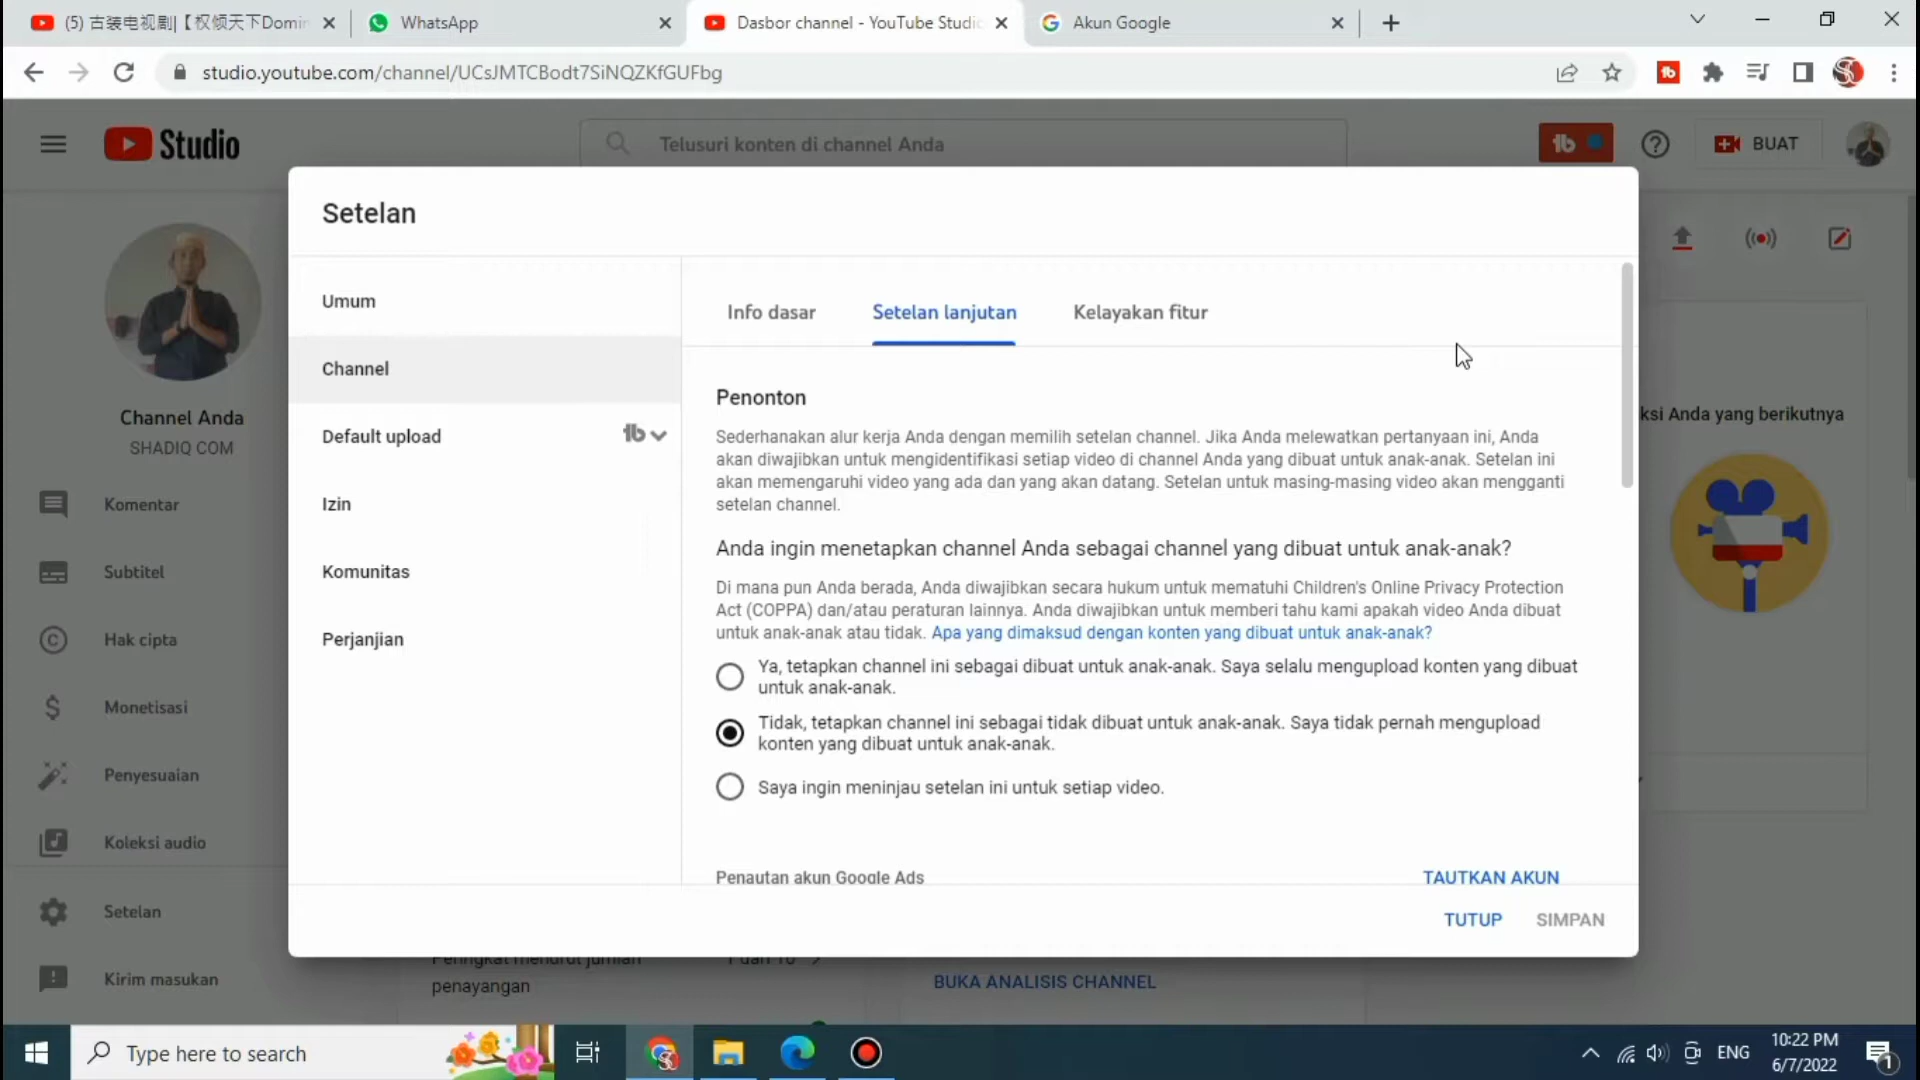 (5) 古装电视剧|【权倾天下Domin
WhatsApp
Dasbor channel - YouTube Studio
Akun Google
studio.youtube.com/channel/UCsJMTCBodt7SiNQZKfGUFbg
Studio
Telusuri konten di channel Anda
BUAT
Setelan
Umum
Channel
Default upload
Izin
Komunitas
Perjanjian
Info dasar
Setelan lanjutan
Kelayakan fitur
Penonton
Sederhanakan alur kerja Anda dengan memilih setelan channel. Jika Anda melewatkan pertanyaan ini, Anda
akan diwajibkan untuk mengidentifikasi setiap video di channel Anda yang dibuat untuk anak-anak. Setelan ini
akan memengaruhi video yang ada dan yang akan datang. Setelan untuk masing-masing video akan mengganti
setelan channel.
Anda ingin menetapkan channel Anda sebagai channel yang dibuat untuk anak-anak?
Di mana pun Anda berada, Anda diwajibkan secara hukum untuk mematuhi Children's Online Privacy Protection
Act (COPPA) dan/atau peraturan lainnya. Anda diwajibkan untuk memberi tahu kami apakah video Anda dibuat
untuk anak-anak atau tidak. Apa yang dimaksud dengan konten yang dibuat untuk anak-anak?
Ya, tetapkan channel ini sebagai dibuat untuk anak-anak. Saya selalu mengupload konten yang dibuat
untuk anak-anak.
Tidak, tetapkan channel ini sebagai tidak dibuat untuk anak-anak. Saya tidak pernah mengupload
konten yang dibuat untuk anak-anak.
Saya ingin meninjau setelan ini untuk setiap video.
Penautan akun Google Ads
TAUTKAN AKUN
TUTUP
SIMPAN
Channel Anda
SHADIQ COM
Komentar
Subtitel
Hak cipta
Monetisasi
Penyesuaian
Koleksi audio
Setelan
Kirim masukan
ksi Anda yang berikutnya
Peringkat menurut jumlah
penayangan
1 dari 10
BUKA ANALISIS CHANNEL
Type here to search
ENG
10:22 PM
6/7/2022
1